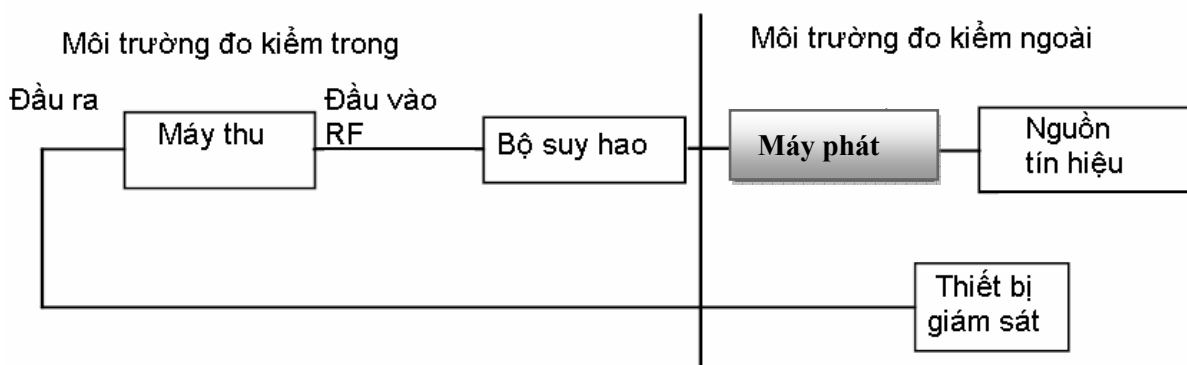 Môi trường đo kiểm trong
Môi trường đo kiểm ngoài
Đầu ra
Máy thu
Đầu vào
RF
Bộ suy hao
Máy phát
Nguồn
tín hiệu
Thiết bị
giám sát